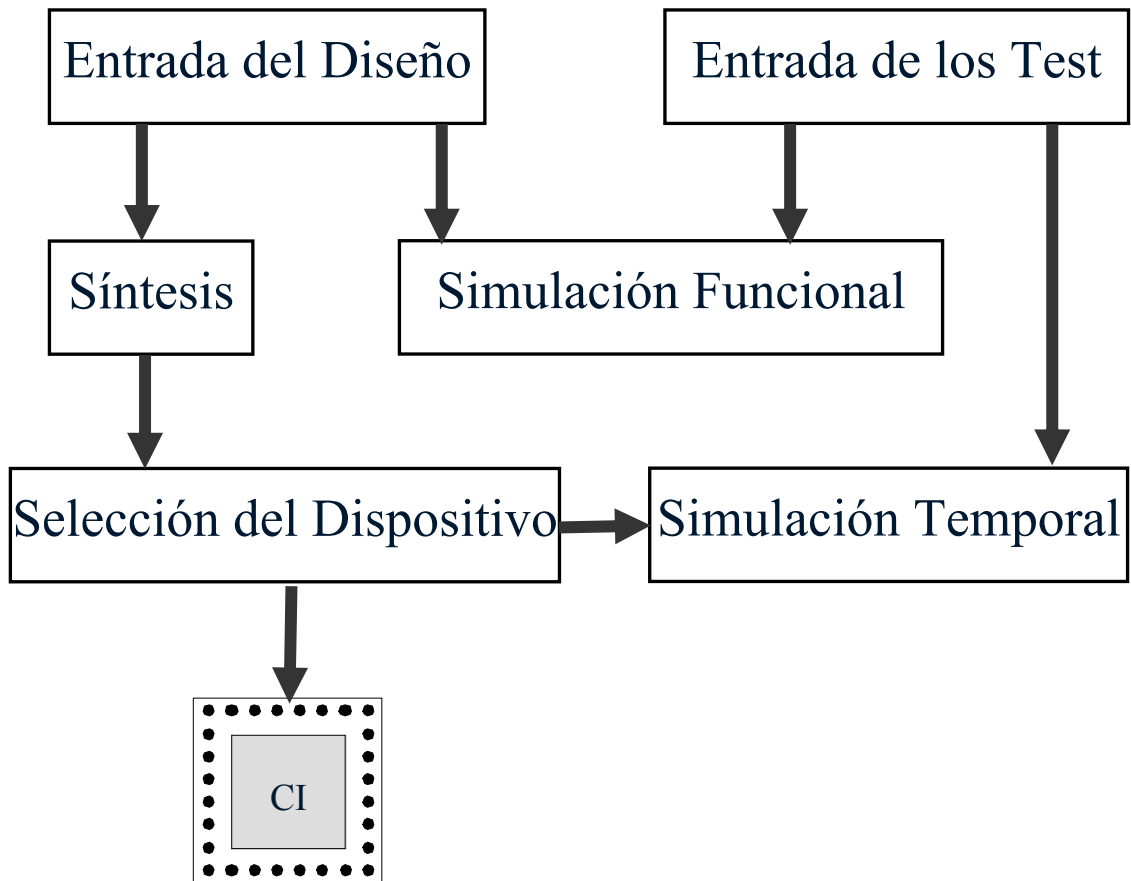 Entrada del Diseño
Entrada de los Test
Síntesis
Simulación Funcional
Selección del Dispositivo
Simulación Temporal
CI